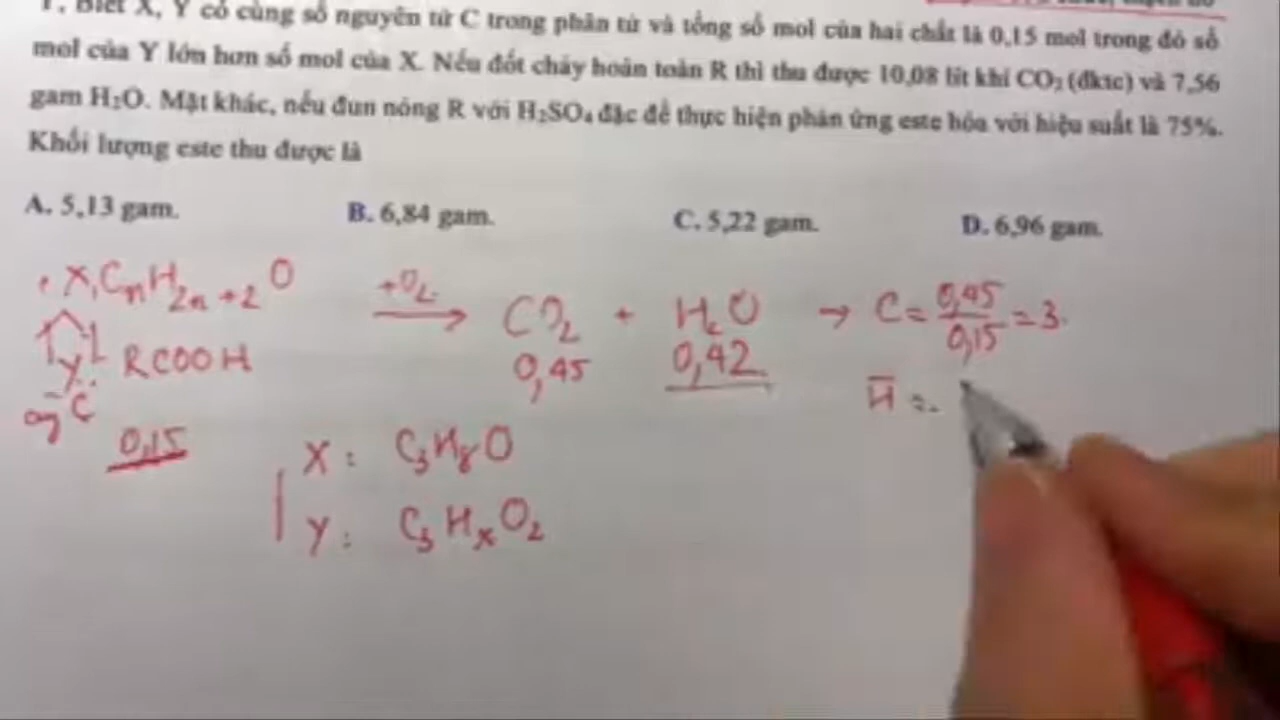 Y. Biết X, Y có cùng số nguyên tử C trong phân tử và tổng số mol của hai chất là 0,15 mol trong đó số
mol của Y lớn hơn số mol của X. Nếu đốt cháy hoàn toàn R thì thu được 10,08 lít khí CO₂ (đktc) và 7,56
gam H₂O. Mặt khác, nếu đun nóng R với H₂SO₄ đặc để thực hiện phản ứng este hóa với hiệu suất là 75%.
Khối lượng este thu được là
A. 5,13 gam. B. 6,84 gam. C. 5,22 gam. D. 6,96 gam.
X, CnH2n+2O +O₂ → CO₂ + H₂O → C = 0,45/0,15 = 3.
Y RCOOH 0,45 0,42
C H̄ =
0,15 X : C₃H₈O
Y : C₃HₓO₂